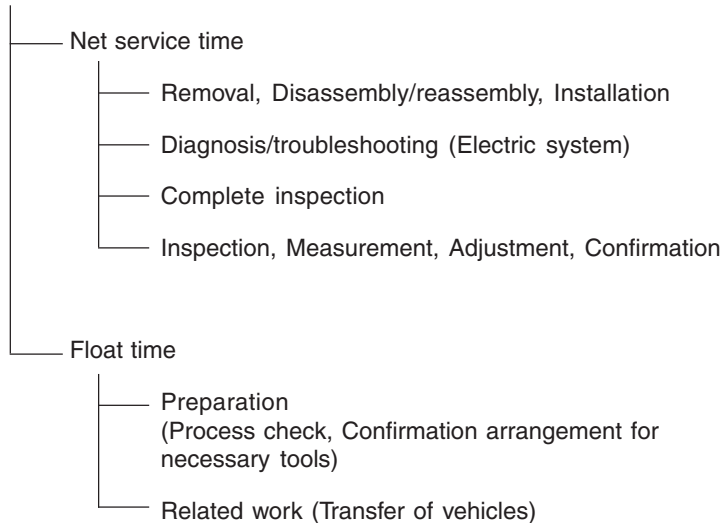 Net service time
Removal, Disassembly/reassembly, Installation
Diagnosis/troubleshooting (Electric system)
Complete inspection
Inspection, Measurement, Adjustment, Confirmation
Float time
Preparation
(Process check, Confirmation arrangement for
necessary tools)
Related work (Transfer of vehicles)